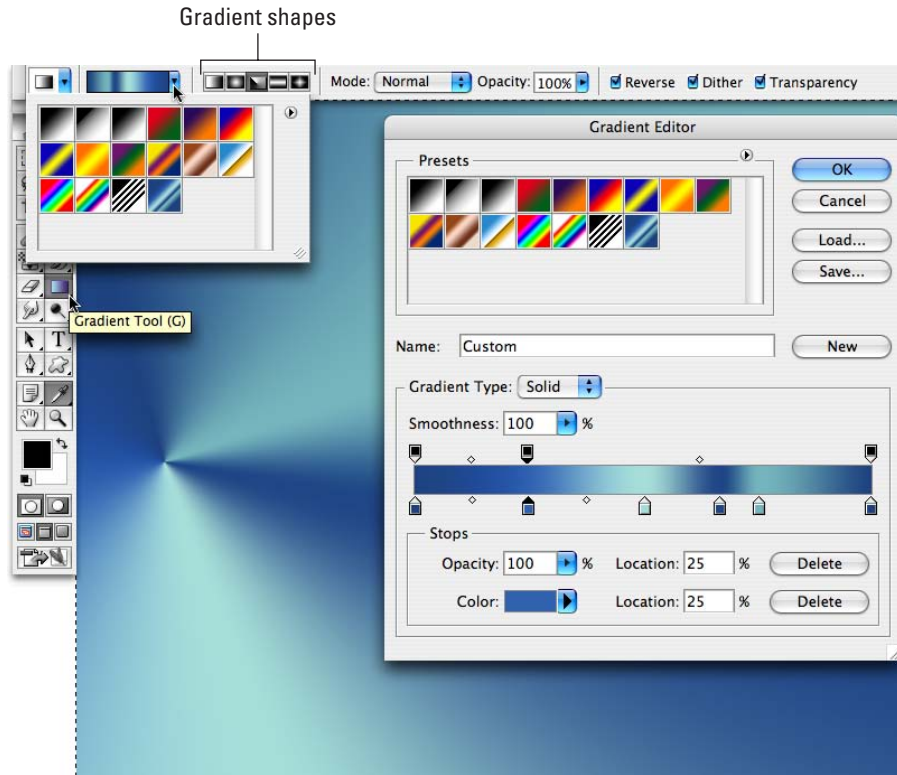 Gradient shapes
Mode: Normal Opacity: 100% Reverse Dither Transparency
Gradient Editor
Presets
OK
Cancel
Load...
Save...
Gradient Tool (G)
T
Name: Custom New
Gradient Type: Solid
Smoothness: 100 %
Stops
Opacity: 100 % Location: 25 % Delete
Color: Location: 25 % Delete